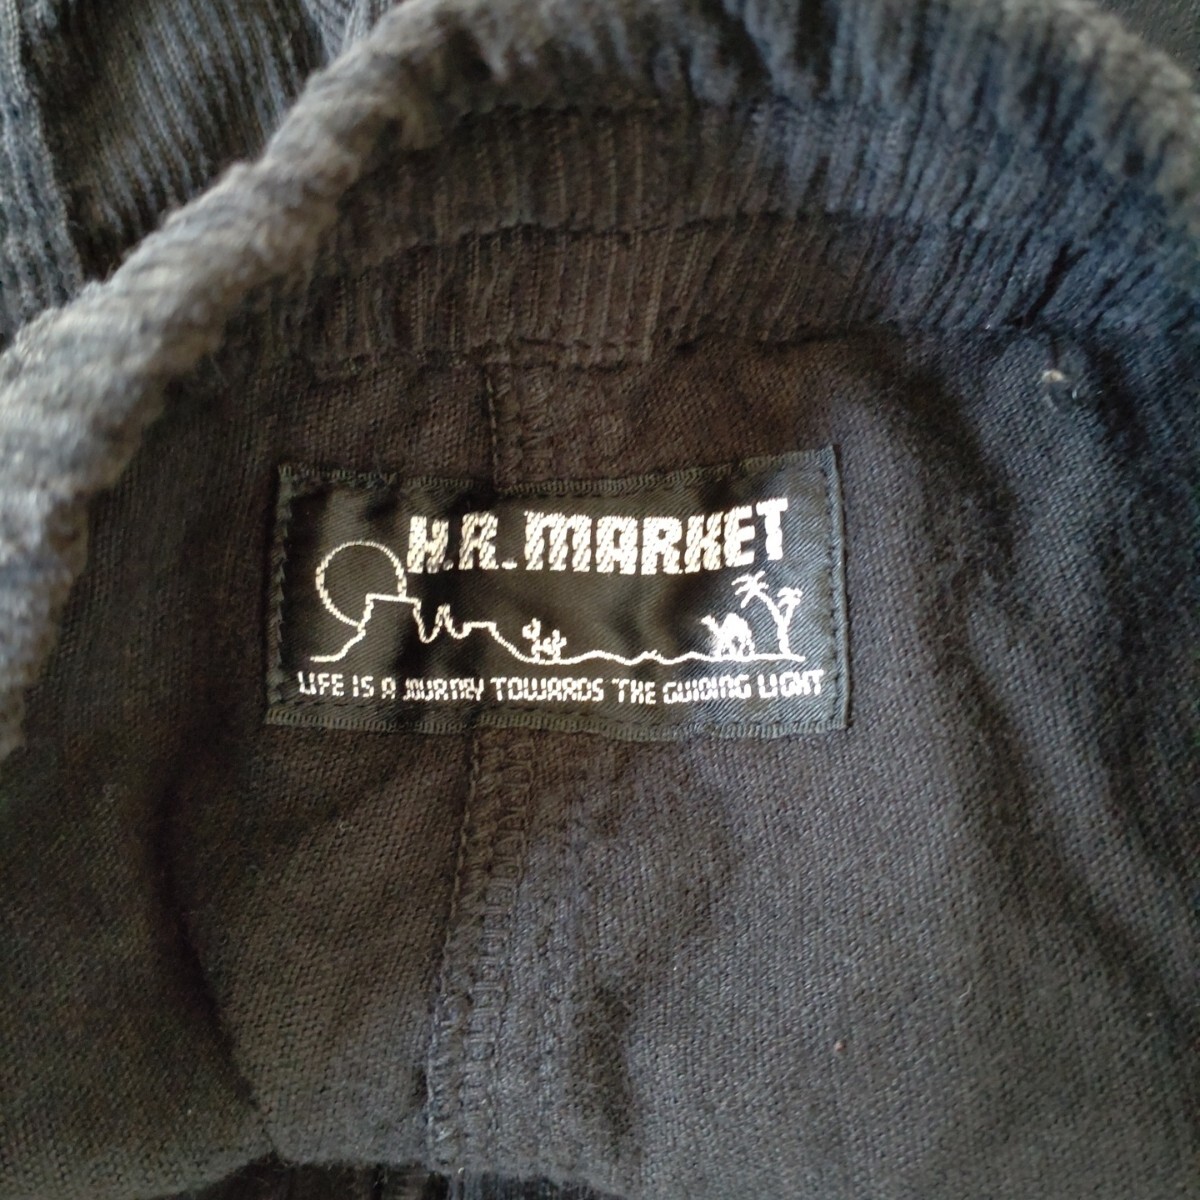 H.R. MARKET
LIFE IS A JOURNEY TOWARDS THE GUIDING LIGHT